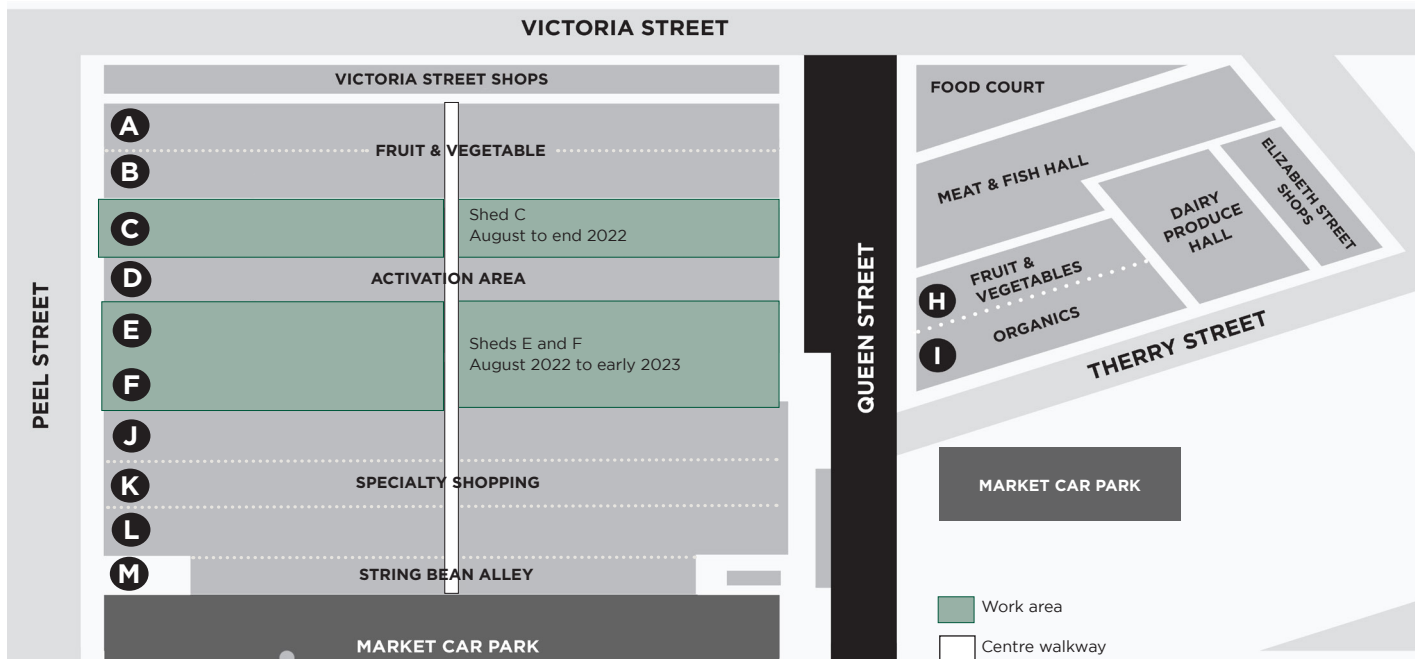 VICTORIA STREET
VICTORIA STREET SHOPS
A
FRUIT & VEGETABLE
B
C
Shed C
August to end 2022
D
ACTIVATION AREA
E
Sheds E and F
August 2022 to early 2023
F
J
K
SPECIALTY SHOPPING
L
M
STRING BEAN ALLEY
MARKET CAR PARK
PEEL STREET
QUEEN STREET
FOOD COURT
MEAT & FISH HALL
ELIZABETH STREET
SHOPS
DAIRY
PRODUCE
HALL
H
FRUIT &
VEGETABLES
I
ORGANICS
THERRY STREET
MARKET CAR PARK
Work area
Centre walkway